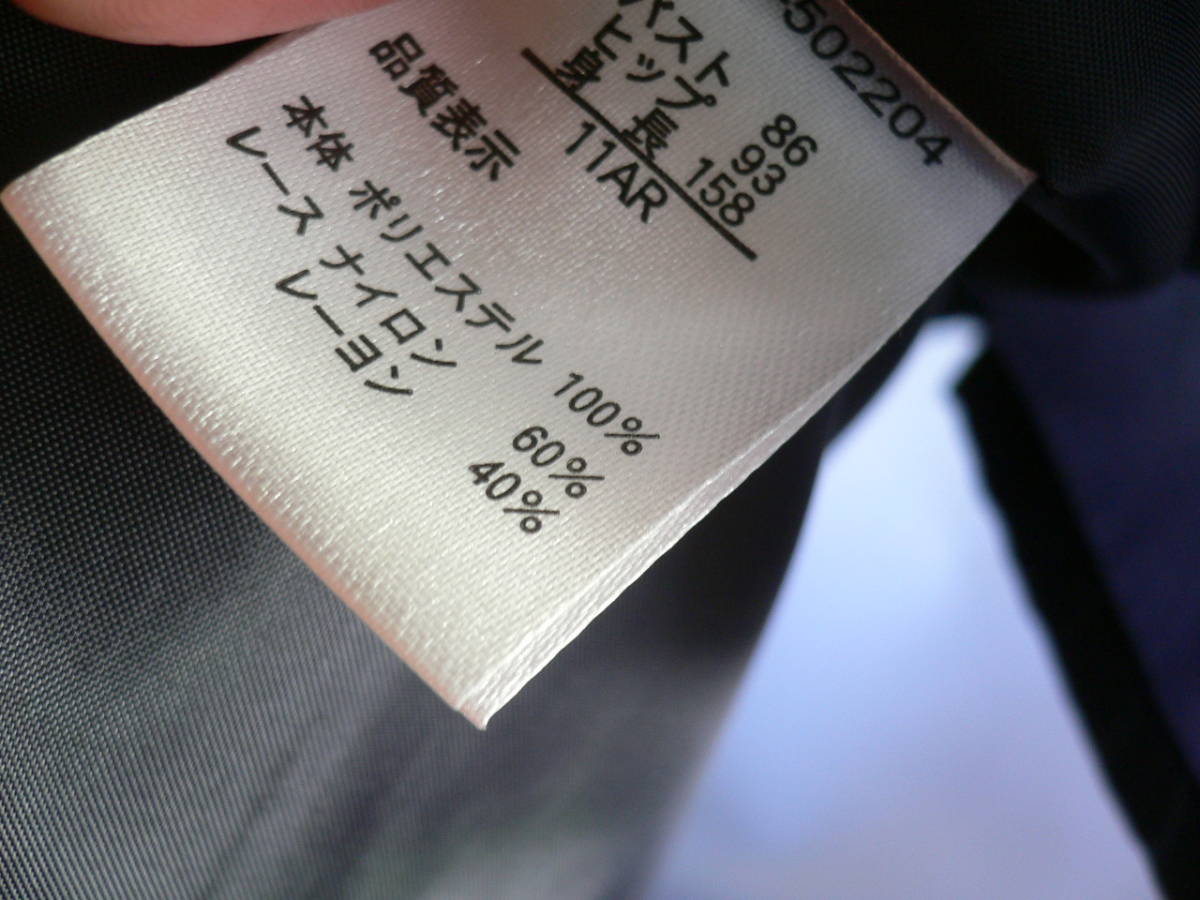 -502204
バスト 86
ヒップ 93
身長 158
11AR
品質表示
本体 ポリエステル 100%
レース ナイロン 60%
レーヨン 40%